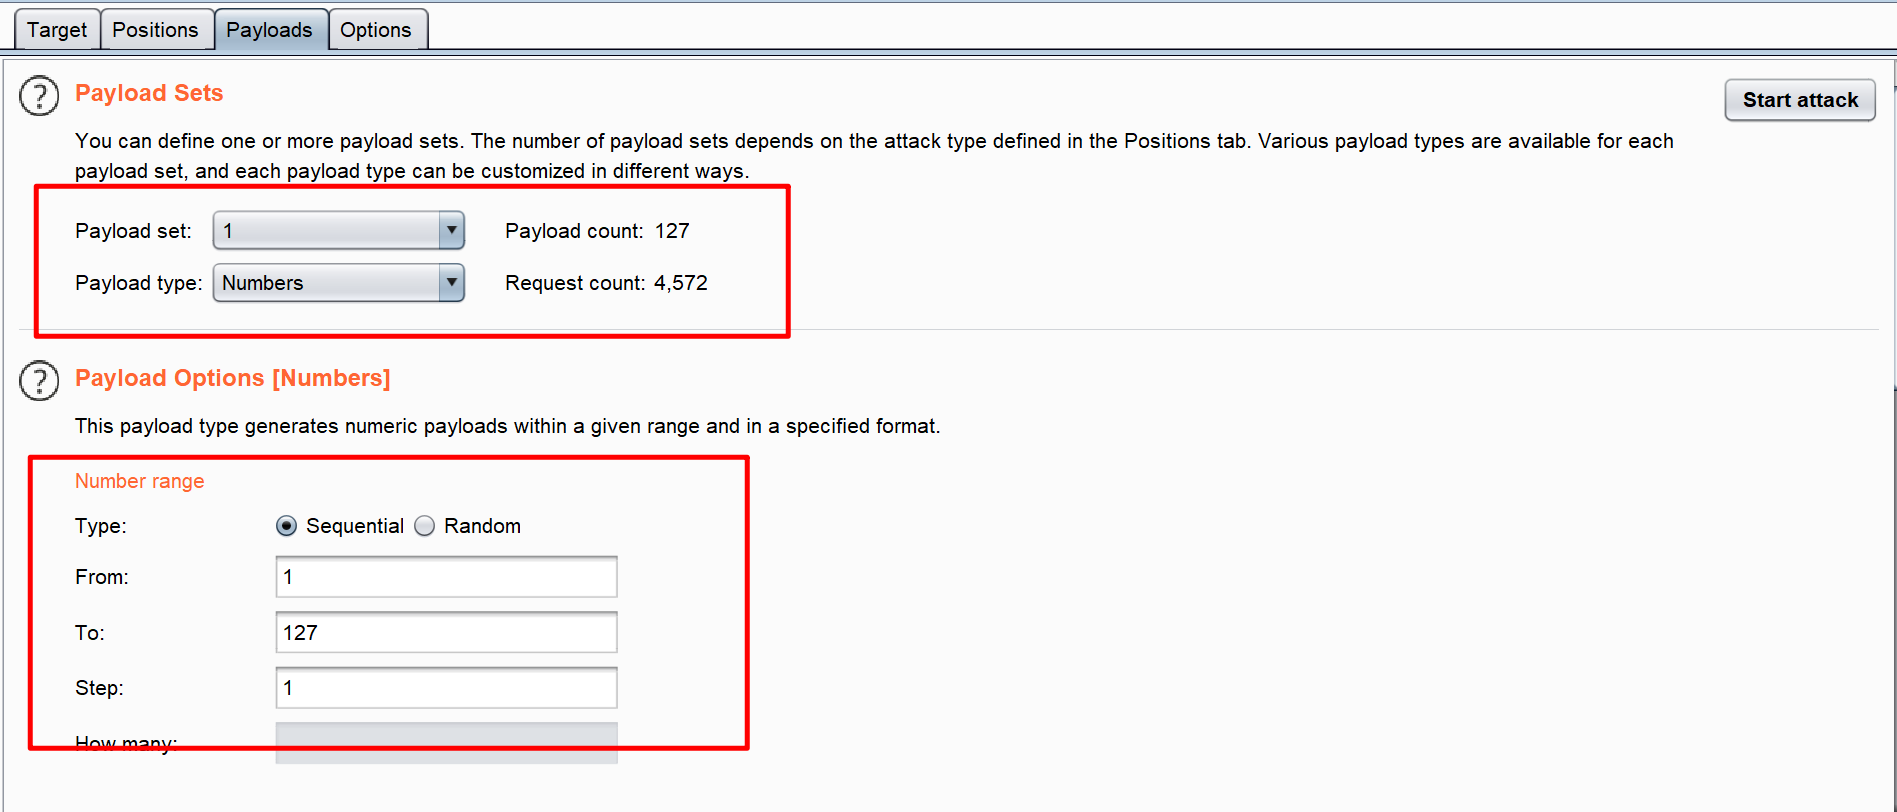 Target Positions Payloads Options
Payload Sets
Start attack
You can define one or more payload sets. The number of payload sets depends on the attack type defined in the Positions tab. Various payload types are available for each
payload set, and each payload type can be customized in different ways.
Payload set: 1 Payload count: 127
Payload type: Numbers Request count: 4,572
Payload Options [Numbers]
This payload type generates numeric payloads within a given range and in a specified format.
Number range
Type: Sequential Random
From: 1
To: 127
Step: 1
How many: